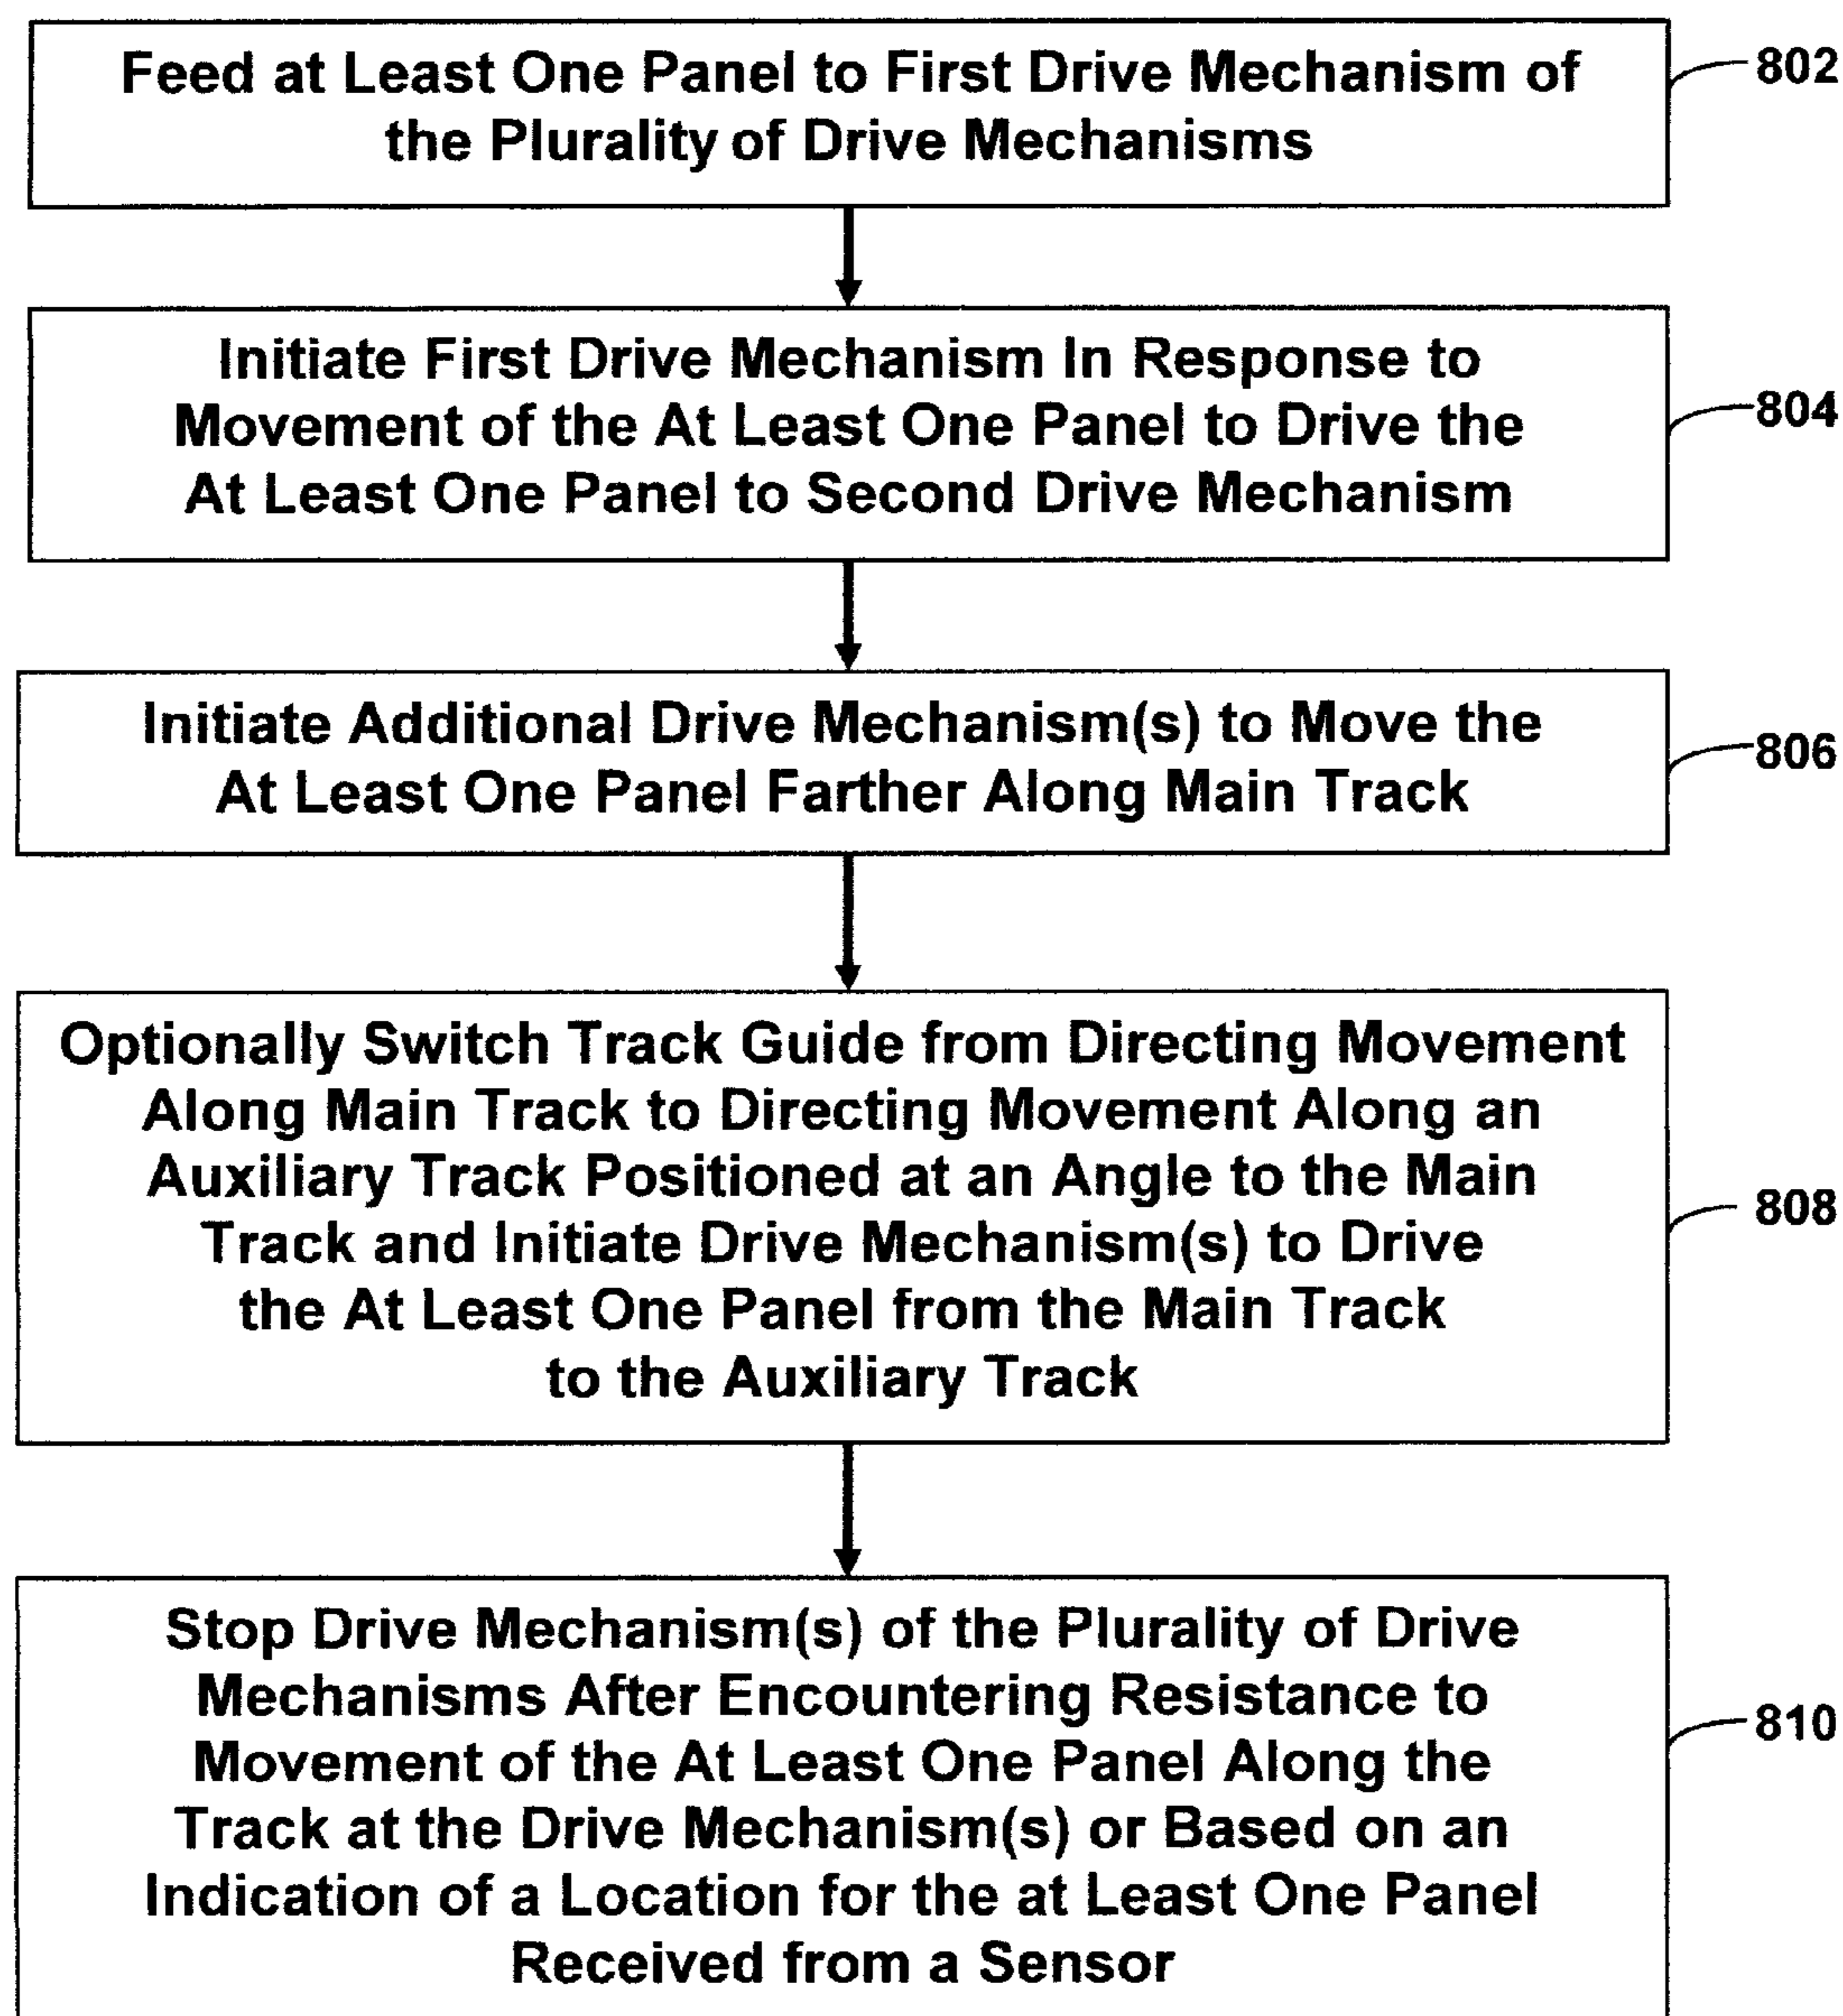 Feed at Least One Panel to First Drive Mechanism of
the Plurality of Drive Mechanisms
802
Initiate First Drive Mechanism In Response to
Movement of the At Least One Panel to Drive the
At Least One Panel to Second Drive Mechanism
804
Initiate Additional Drive Mechanism(s) to Move the
At Least One Panel Farther Along Main Track
806
Optionally Switch Track Guide from Directing Movement
Along Main Track to Directing Movement Along an
Auxiliary Track Positioned at an Angle to the Main
Track and Initiate Drive Mechanism(s) to Drive
the At Least One Panel from the Main Track
to the Auxiliary Track
808
Stop Drive Mechanism(s) of the Plurality of Drive
Mechanisms After Encountering Resistance to
Movement of the At Least One Panel Along the
Track at the Drive Mechanism(s) or Based on an
Indication of a Location for the at Least One Panel
Received from a Sensor
810